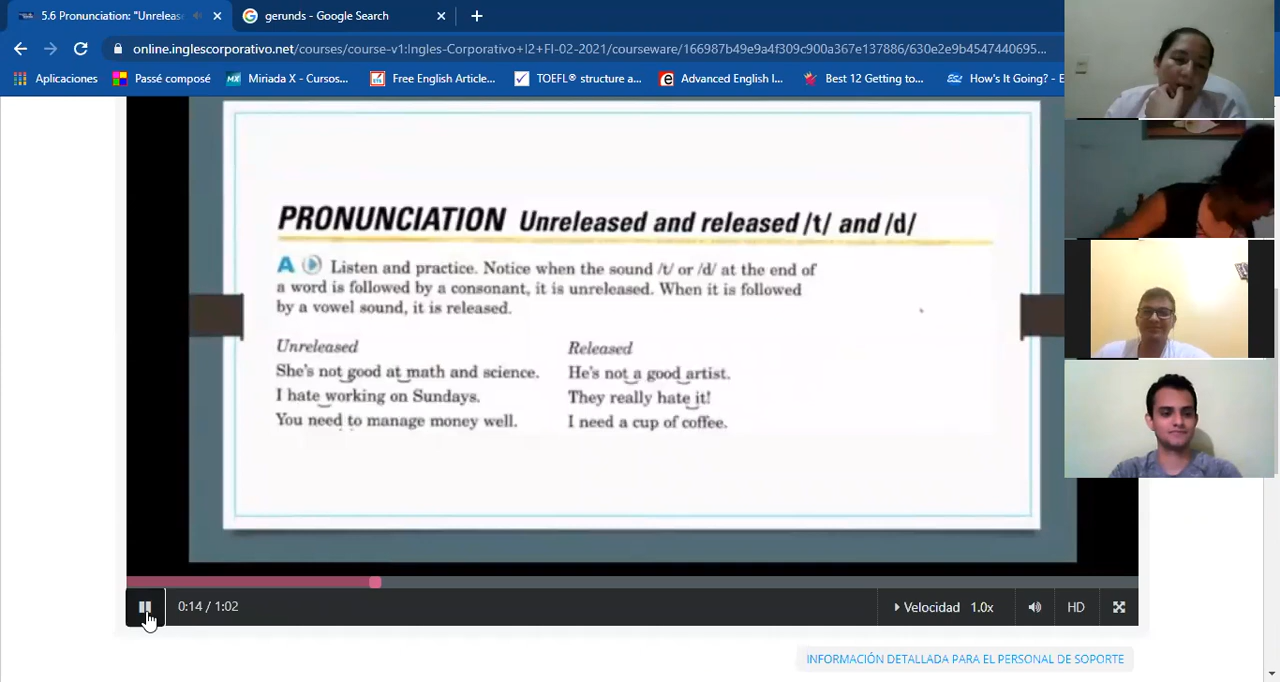 5.6 Pronunciation: "Unreleas
gerunds - Google Search
online.inglescorporativo.net/courses/course-v1:Ingles-Corporativo+I2+FI-02-2021/courseware/166987b49e9a4f309c900a367e137886/630e2e9b4547440695...
Aplicaciones
Passé composé
Miriada X - Cursos...
Free English Article...
TOEFL® structure a...
Advanced English l...
Best 12 Getting to...
How's It Going? - E
PRONUNCIATION Unreleased and released /t/ and /d/
A Listen and practice. Notice when the sound /t/ or /d/ at the end of
a word is followed by a consonant, it is unreleased. When it is followed
by a vowel sound, it is released.
Unreleased
She's not good at math and science.
I hate working on Sundays.
You need to manage money well.
Released
He's not a good artist.
They really hate it!
I need a cup of coffee.
0:14 / 1:02
Velocidad 1.0x
HD
INFORMACIÓN DETALLADA PARA EL PERSONAL DE SOPORTE